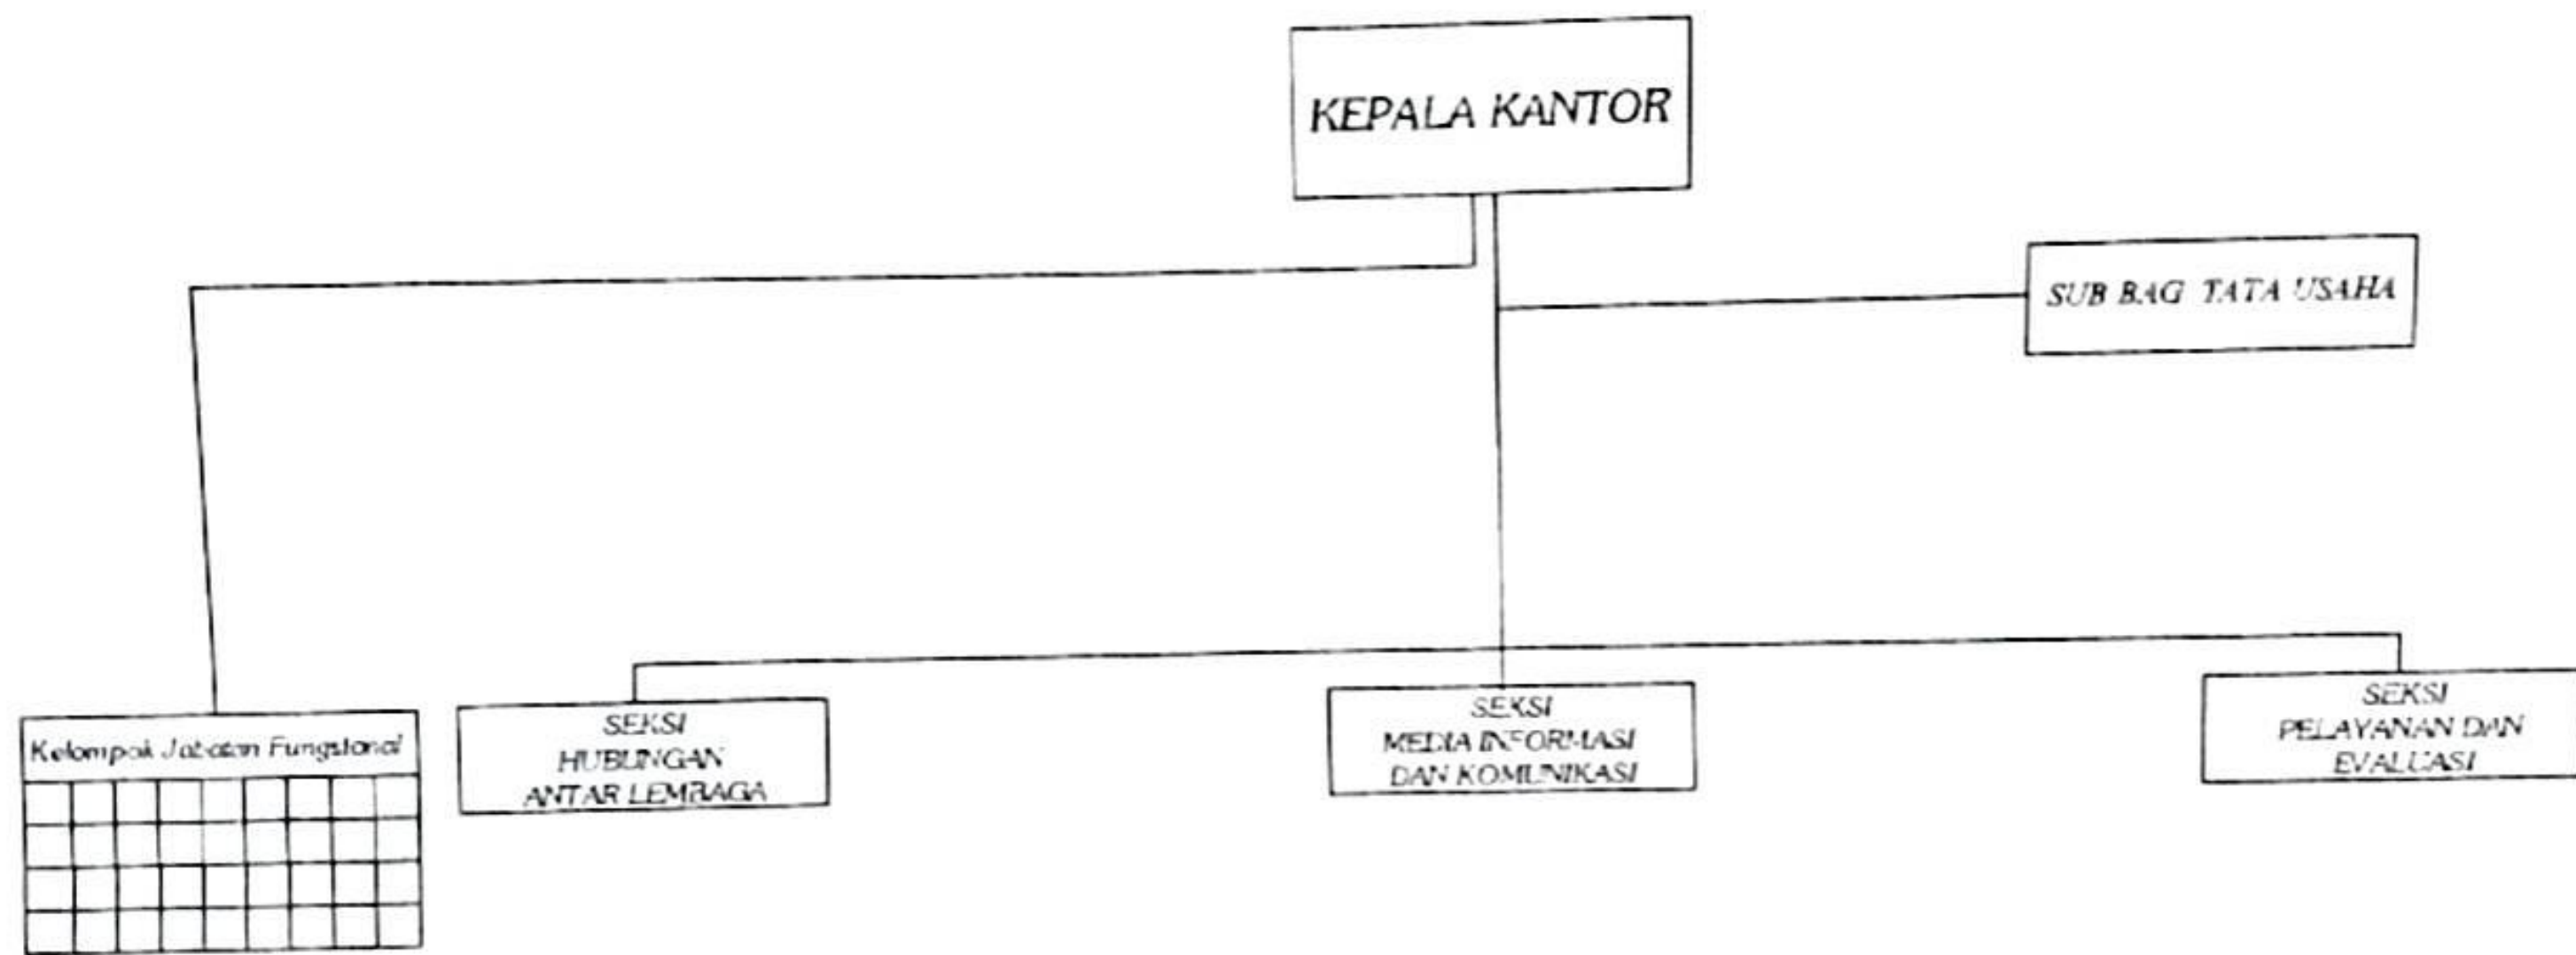 KEPALA KANTOR
SUB BAG TATA USAHA
Kelompok Jabatan Fungsional
SEKSI
HUBUNGAN
ANTAR LEMBAGA
SEKSI
MEDIA INFORMASI
DAN KOMUNIKASI
SEKSI
PELAYANAN DAN
EVALUASI